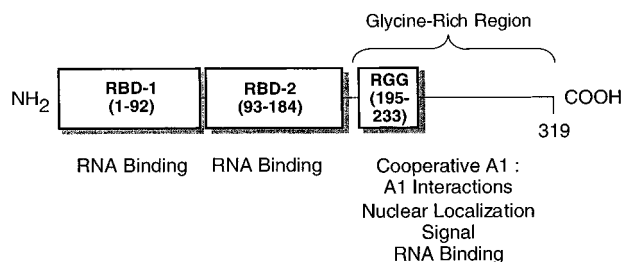 Glycine-Rich Region
NH2
RBD-1
(1-92)
RBD-2
(93-184)
RGG
(195-
233)
COOH
319
RNA Binding
RNA Binding
Cooperative A1 :
A1 Interactions
Nuclear Localization
Signal
RNA Binding